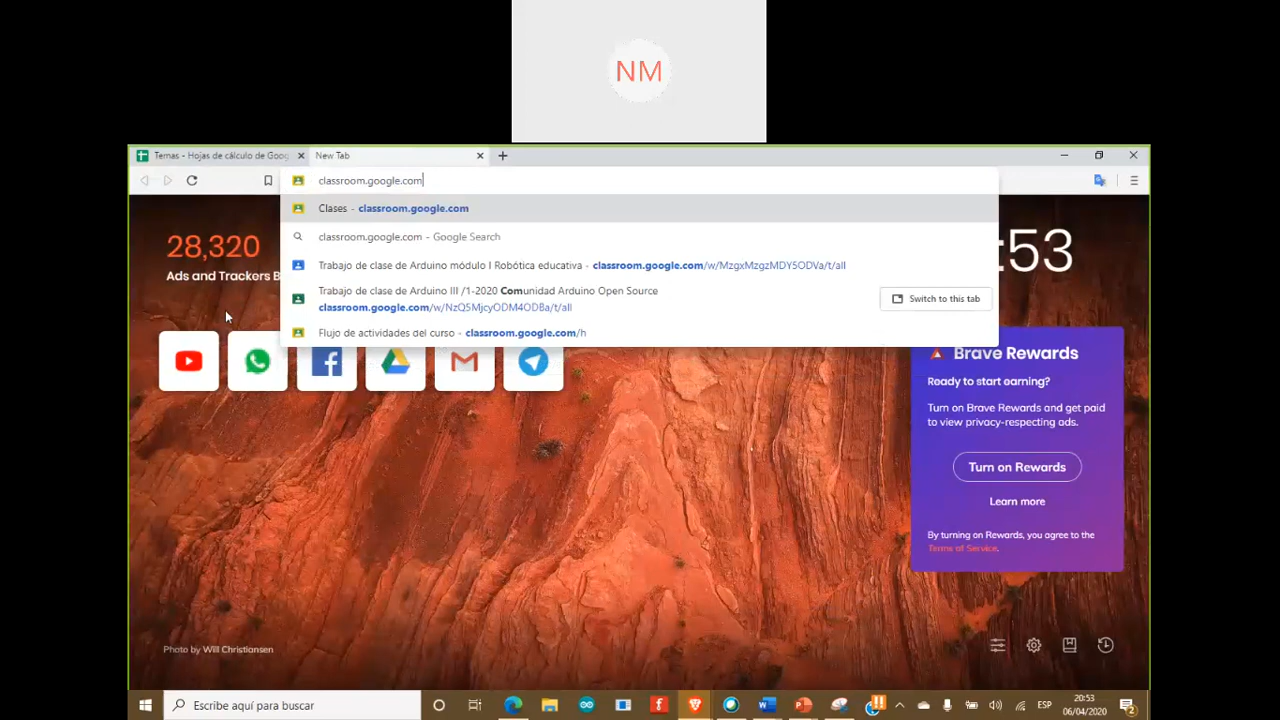 NM
Temas - Hojas de cálculo de Goog
New Tab
classroom.google.com
Clases - classroom.google.com
classroom.google.com - Google Search
Trabajo de clase de Arduino módulo I Robótica educativa - classroom.google.com/w/MzgxMzgzMDY5ODVa/t/all
Trabajo de clase de Arduino III /1-2020 Comunidad Arduino Open Source
classroom.google.com/w/NzQ5MjcyODM4ODBa/t/all
Switch to this tab
Flujo de actividades del curso - classroom.google.com/h
28,320
Ads and Trackers B
:53
Brave Rewards
Ready to start earning?
Turn on Brave Rewards and get paid
to view privacy-respecting ads.
Turn on Rewards
Learn more
By turning on Rewards, you agree to the
Terms of Service.
Photo by Will Christiansen
Escribe aquí para buscar
ESP
20:53
06/04/2020
2